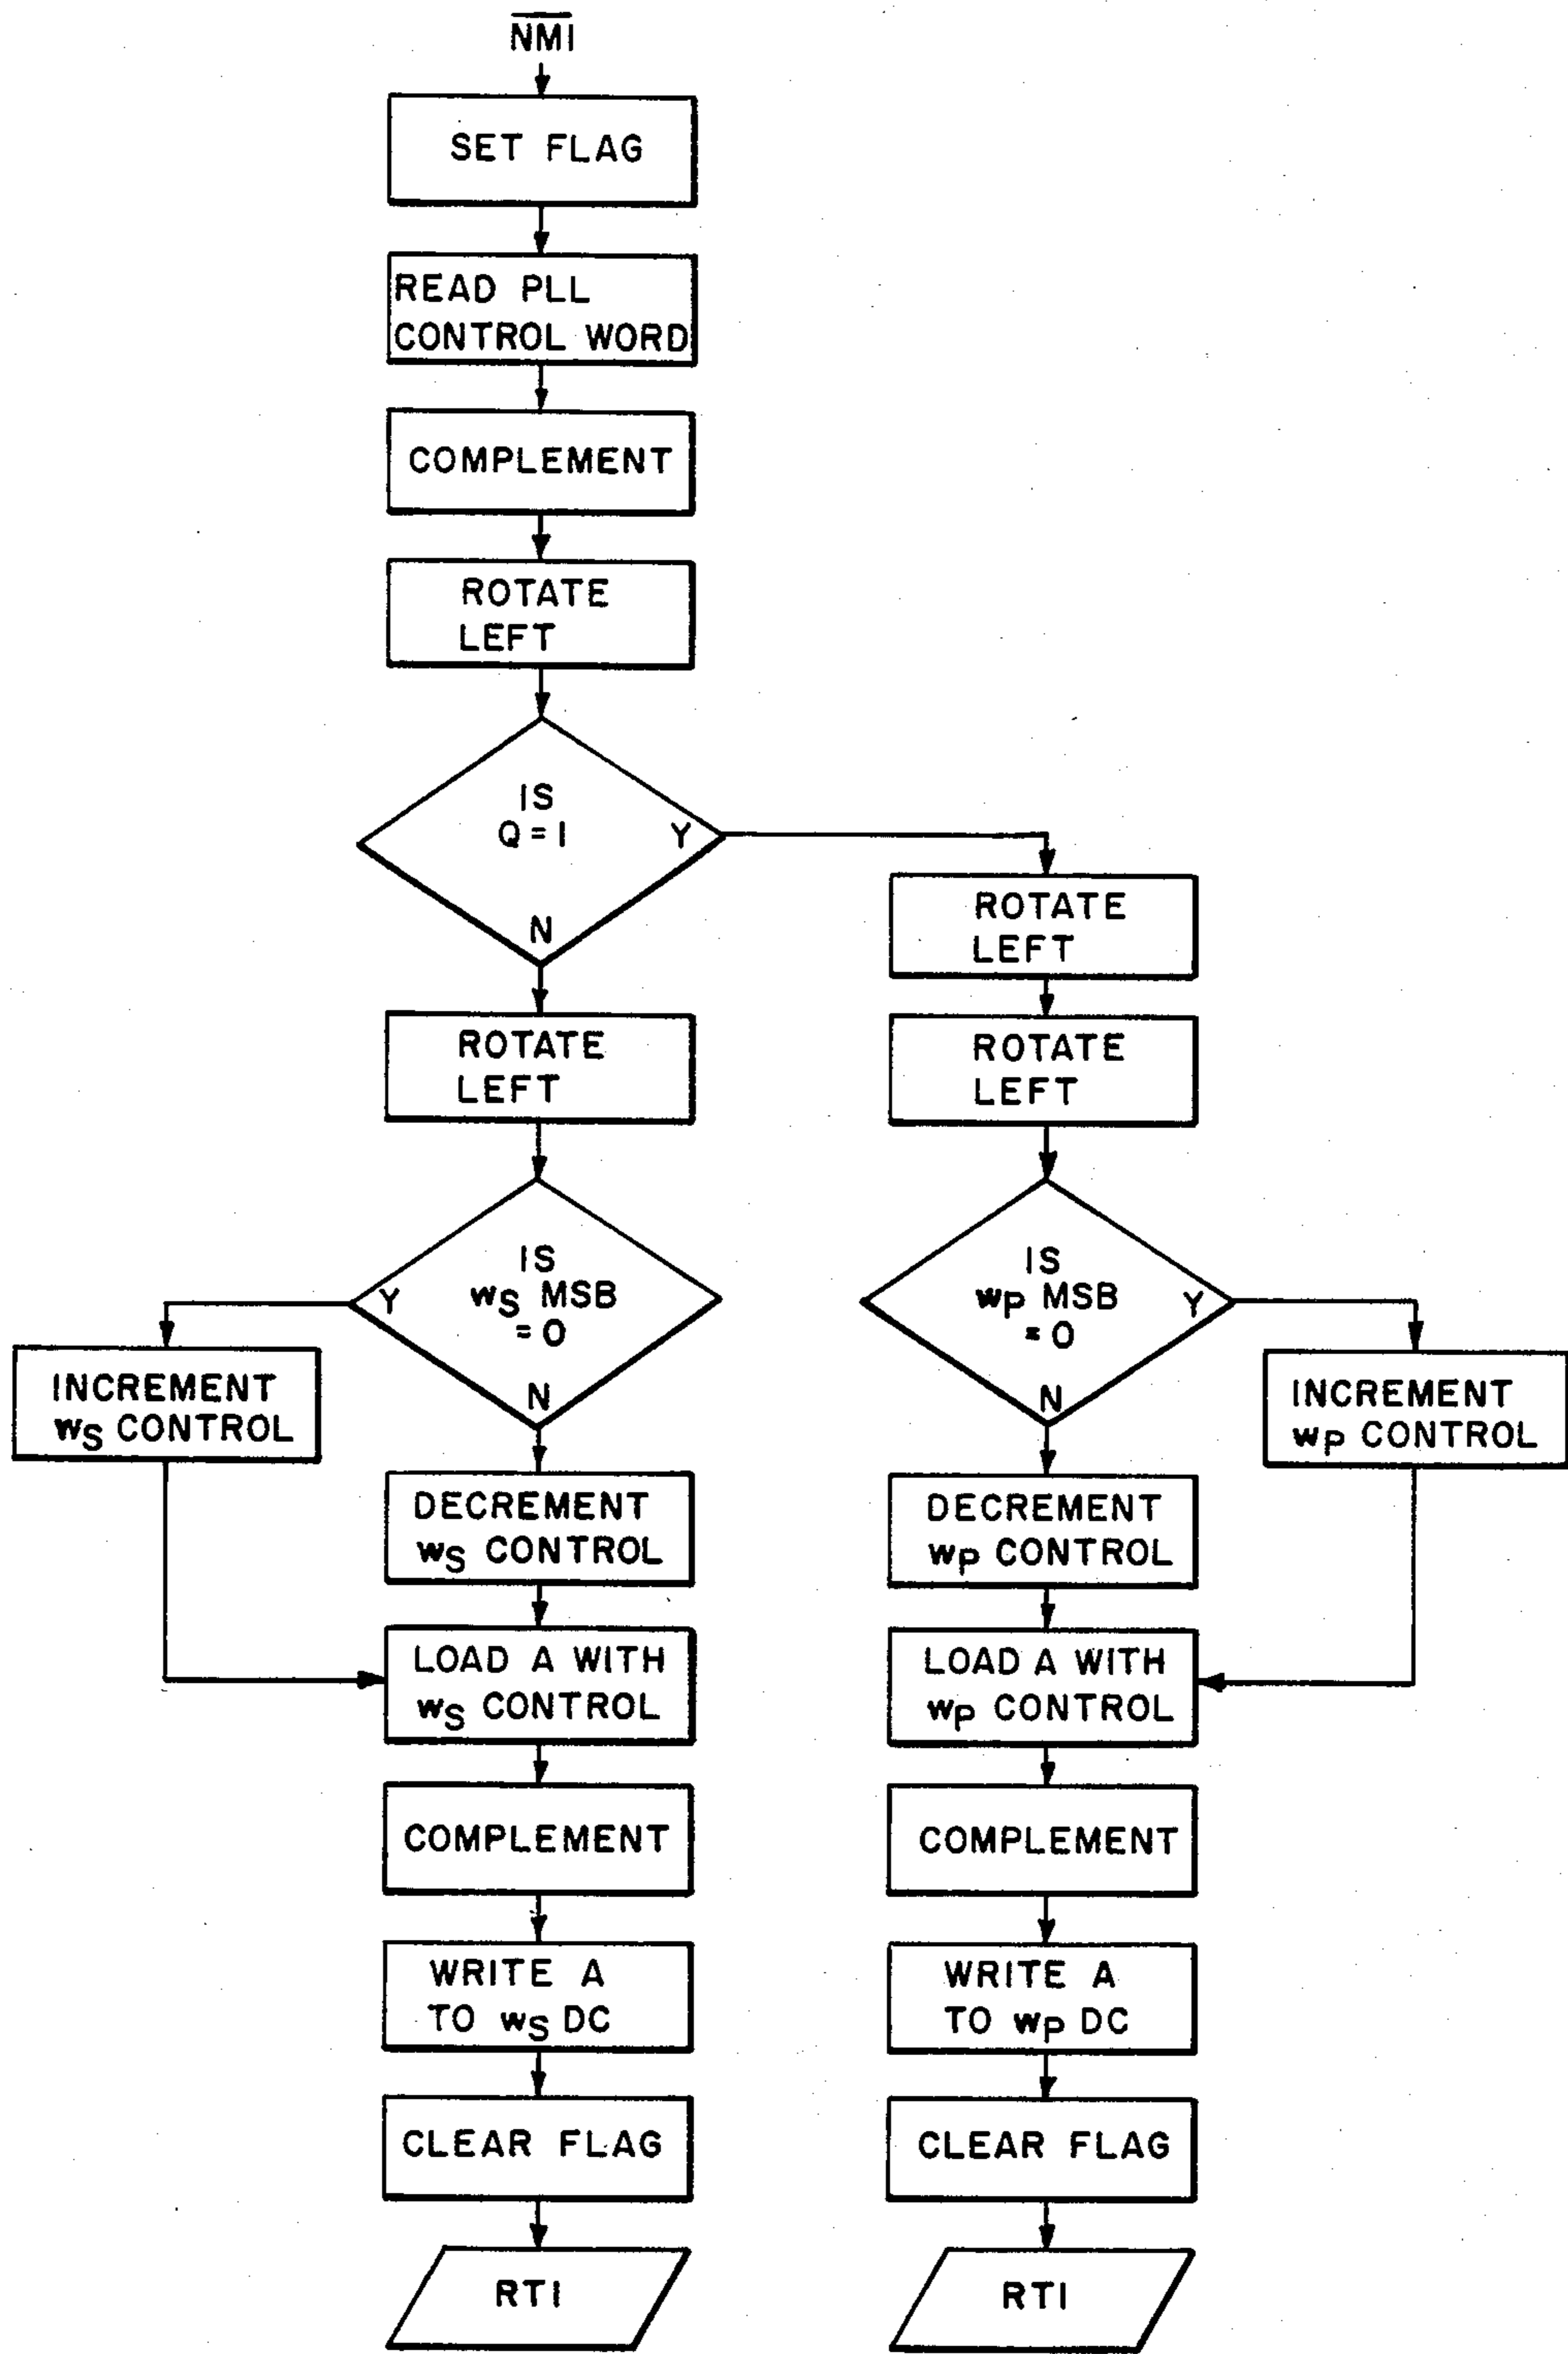 NMI
SET FLAG
READ PLL
CONTROL WORD
COMPLEMENT
ROTATE
LEFT
IS
Q = 1
Y
N
ROTATE
LEFT
IS
wS MSB
= 0
Y
N
INCREMENT
wS CONTROL
DECREMENT
wS CONTROL
LOAD A WITH
wS CONTROL
COMPLEMENT
WRITE A
TO wS DC
CLEAR FLAG
RTI
ROTATE
LEFT
ROTATE
LEFT
IS
wP MSB
= 0
Y
N
INCREMENT
wP CONTROL
DECREMENT
wP CONTROL
LOAD A WITH
wP CONTROL
COMPLEMENT
WRITE A
TO wP DC
CLEAR FLAG
RTI